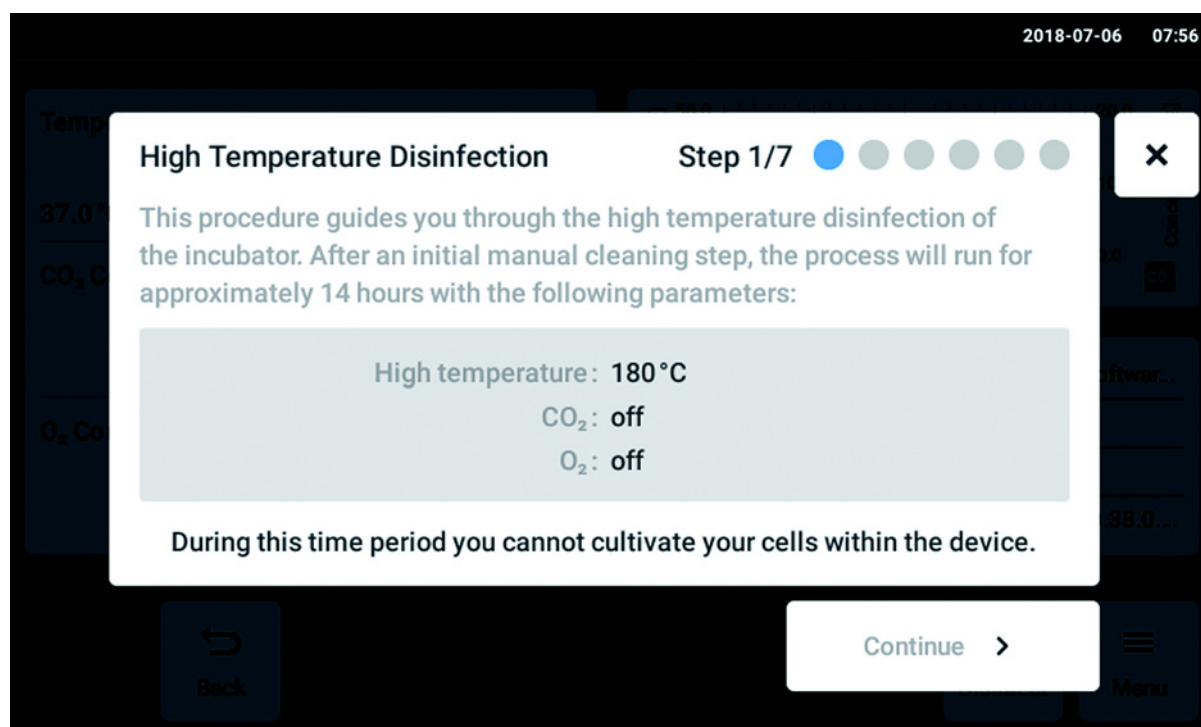 2018-07-06 07:56
High Temperature Disinfection Step 1/7
This procedure guides you through the high temperature disinfection of
the incubator. After an initial manual cleaning step, the process will run for
approximately 14 hours with the following parameters:
High temperature: 180°C
CO₂: off
O₂: off
During this time period you cannot cultivate your cells within the device.
Continue
Back
Menu